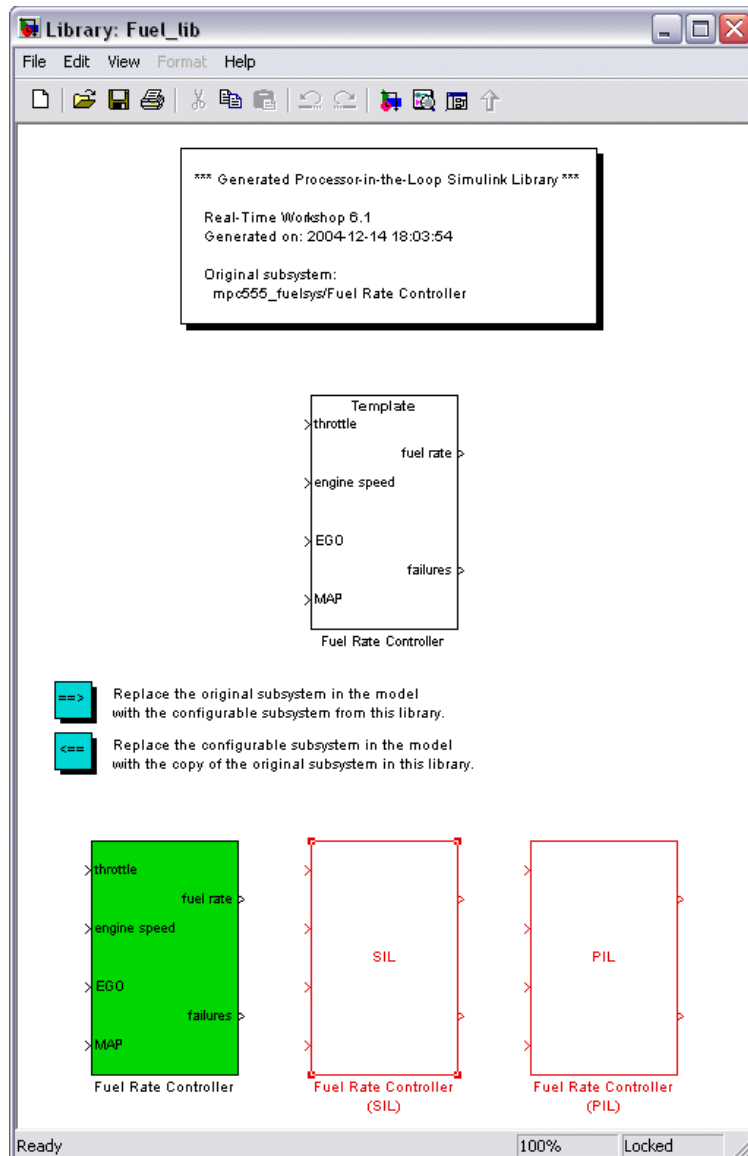 Library: Fuel_lib
File Edit View Format Help
*** Generated Processor-in-the-Loop Simulink Library ***
Real-Time Workshop 6.1
Generated on: 2004-12-14 18:03:54
Original subsystem:
mpc555_fuelsys/Fuel Rate Controller
Template
throttle
fuel rate
engine speed
EGO
failures
MAP
Fuel Rate Controller
==> Replace the original subsystem in the model
with the configurable subsystem from this library.
<== Replace the configurable subsystem in the model
with the copy of the original subsystem in this library.
throttle
fuel rate
engine speed
EGO
failures
MAP
Fuel Rate Controller
SIL
Fuel Rate Controller
(SIL)
PIL
Fuel Rate Controller
(PIL)
Ready 100% Locked